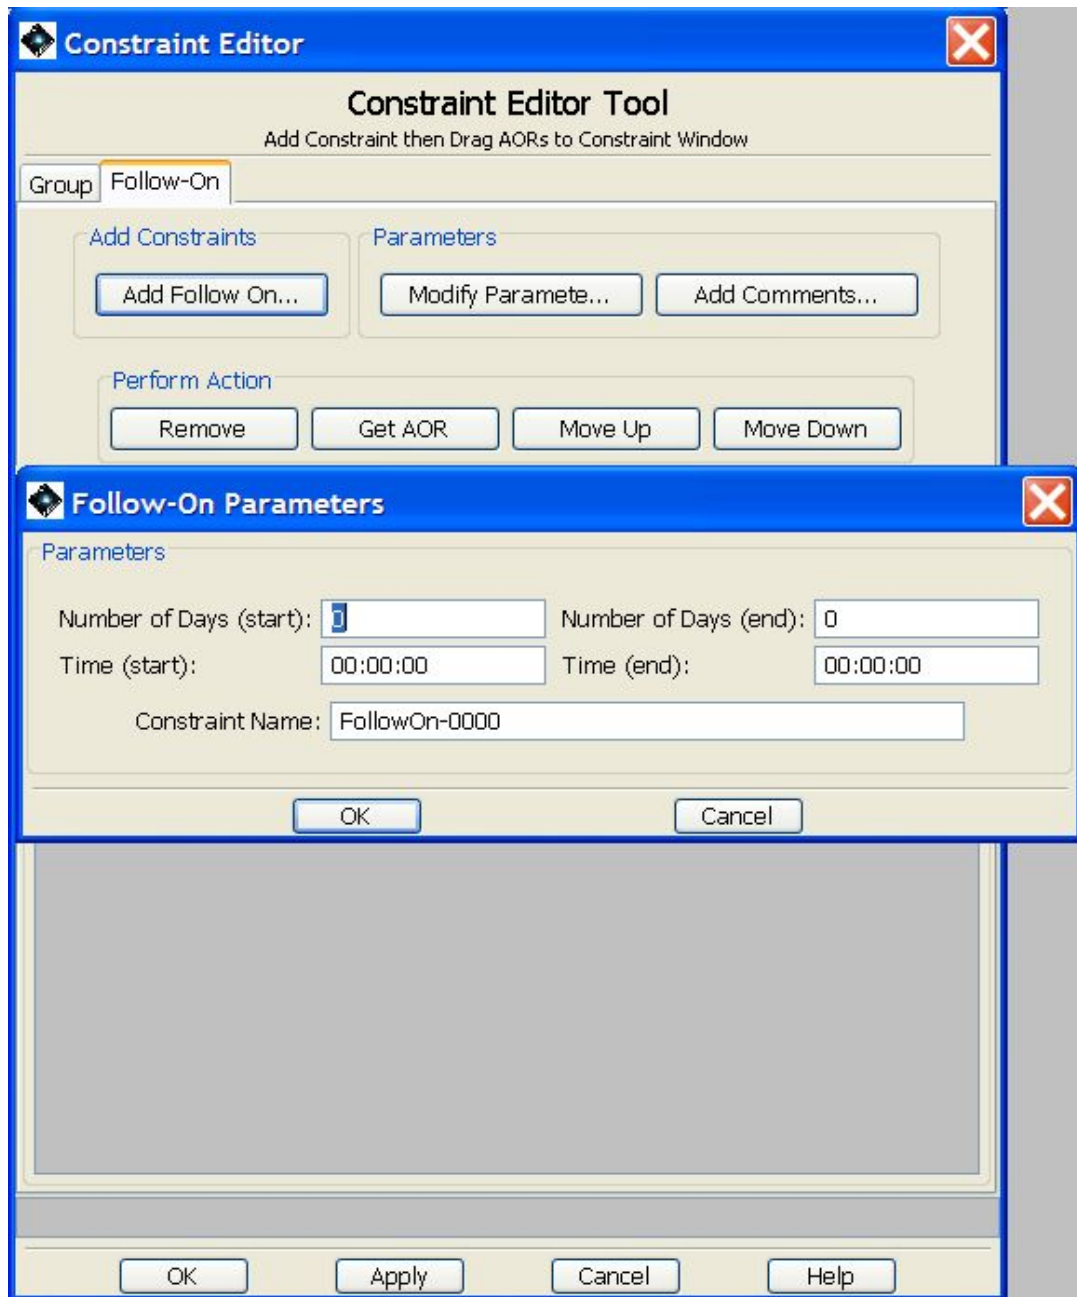 Constraint Editor
Constraint Editor Tool
Add Constraint then Drag AORs to Constraint Window
Group Follow-On
Add Constraints Parameters
Add Follow On... Modify Paramete... Add Comments...
Perform Action
Remove Get AOR Move Up Move Down
Follow-On Parameters
Parameters
Number of Days (start): 0 Number of Days (end): 0
Time (start): 00:00:00 Time (end): 00:00:00
Constraint Name: FollowOn-0000
OK Cancel
OK Apply Cancel Help